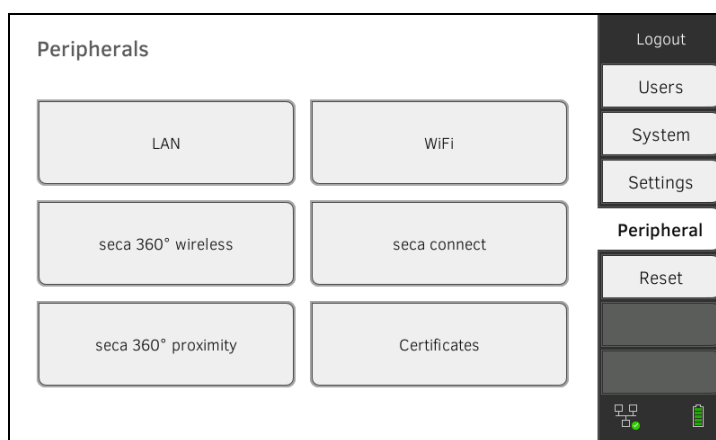 Peripherals
LAN
WiFi
seca 360° wireless
seca connect
seca 360° proximity
Certificates
Logout
Users
System
Settings
Peripheral
Reset